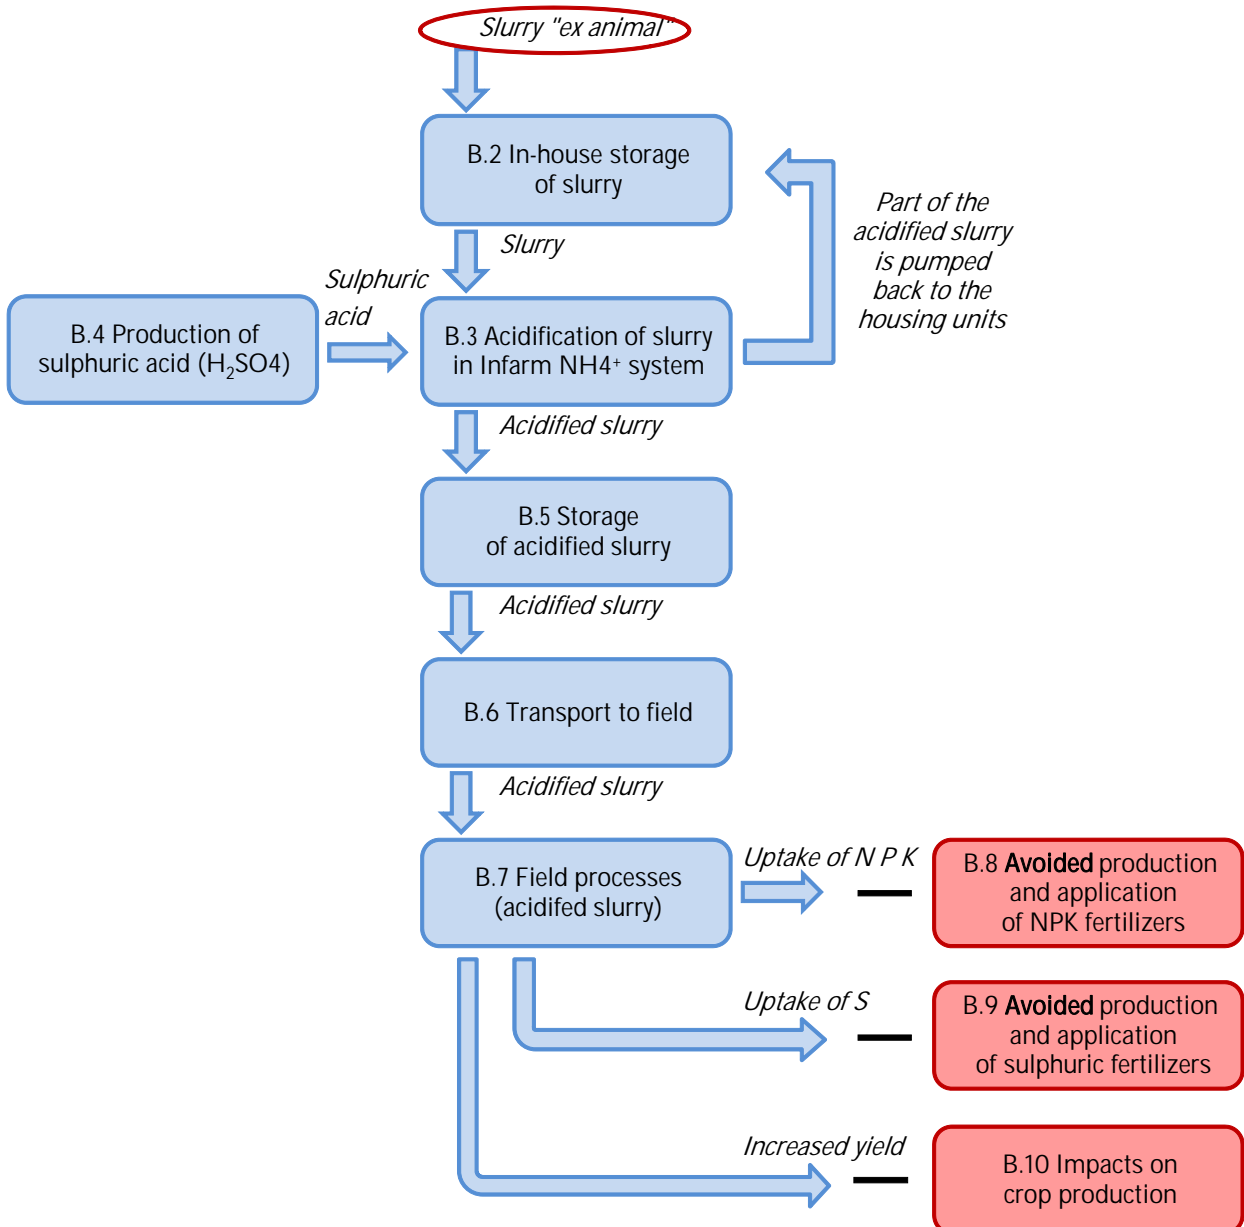 Slurry "ex animal"
B.2 In-house storage
of slurry
Part of the
acidified slurry
is pumped
back to the
housing units
Slurry
Sulphuric
acid
B.4 Production of
sulphuric acid (H₂SO4)
B.3 Acidification of slurry
in Infarm NH4⁺ system
Acidified slurry
B.5 Storage
of acidified slurry
Acidified slurry
B.6 Transport to field
Acidified slurry
B.7 Field processes
(acidifed slurry)
Uptake of N P K
B.8 Avoided production
and application
of NPK fertilizers
Uptake of S
B.9 Avoided production
and application
of sulphuric fertilizers
Increased yield
B.10 Impacts on
crop production